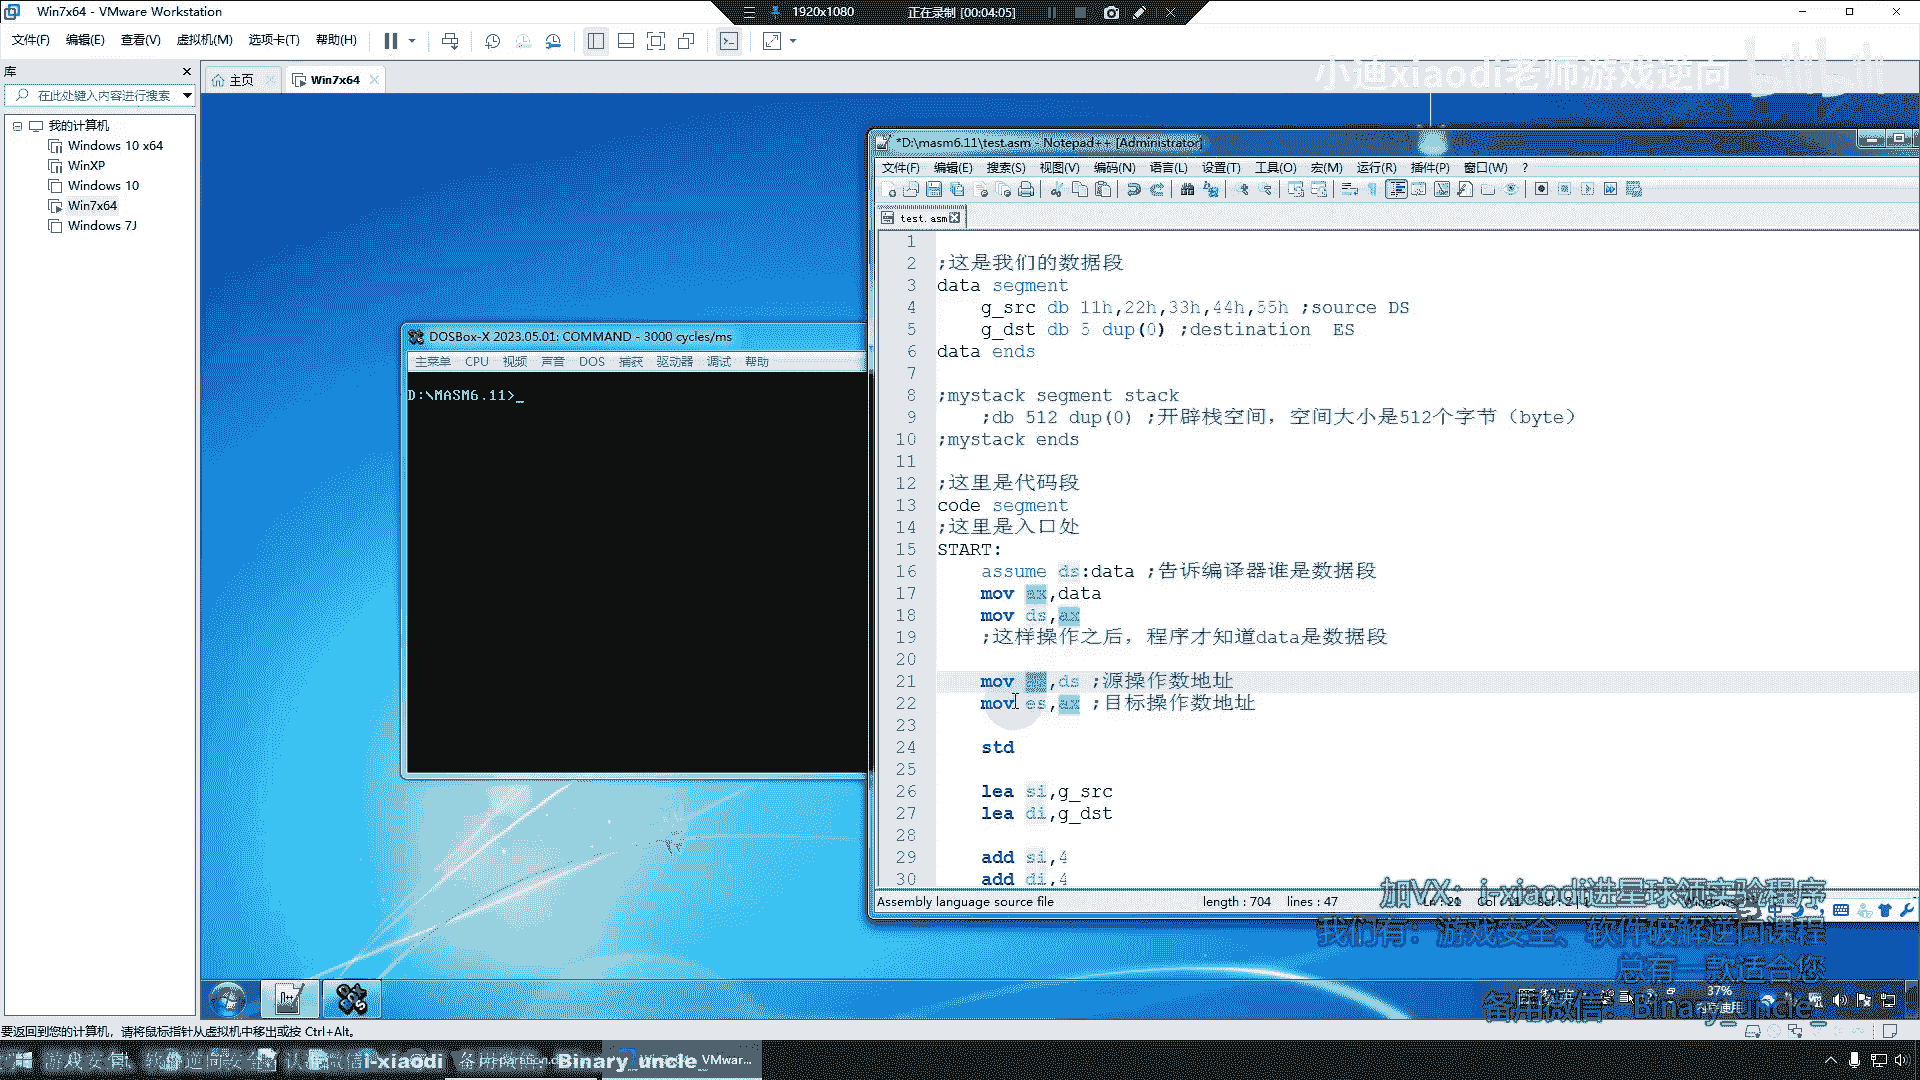 Win7x64 - VMware Workstation
1920x1080 正在录制 [00:04:05]
文件(F) 编辑(E) 查看(V) 虚拟机(M) 选项卡(T) 帮助(H)
库
在此处键入内容进行搜索
我的计算机
Windows 10 x64
WinXP
Windows 10
Win7x64
Windows 7J
主页 Win7x64
小迪xiaodi老师游戏逆向
*D:\masm6.11\test.asm - Notepad++ [Administrator]
文件(F) 编辑(E) 搜索(S) 视图(V) 编码(N) 语言(L) 设置(T) 工具(O) 宏(M) 运行(R) 插件(P) 窗口(W) ?
test.asm
1
2 ;这是我们的数据段
3 data segment
4 g_src db 11h,22h,33h,44h,55h ;source DS
5 g_dst db 5 dup(0) ;destination ES
6 data ends
7
8 ;mystack segment stack
9 ;db 512 dup(0) ;开辟栈空间，空间大小是512个字节（byte）
10 ;mystack ends
11
12 ;这里是代码段
13 code segment
14 ;这里是入口处
15 START:
16 assume ds:data ;告诉编译器谁是数据段
17 mov ax,data
18 mov ds,ax
19 ;这样操作之后，程序才知道data是数据段
20
21 mov ax,ds ;源操作数地址
22 mov es,ax ;目标操作数地址
23
24 std
25
26 lea si,g_src
27 lea di,g_dst
28
29 add si,4
30 add di,4
Assembly language source file length : 704 lines : 47
DOSBox-X 2023.05.01: COMMAND - 3000 cycles/ms
主菜单 CPU 视频 声音 DOS 捕获 驱动器 调试 帮助
D:\MASM6.11>_
加VX：i-xiaodi进星球领实验程序
我们有：游戏安全、软件破解逆向课程
总有一款适合您
备用微信：Binary_uncle_
37%
内存使用
要返回到您的计算机，请将鼠标指针从虚拟机中移出或按 Ctrl+Alt。
i-xiaodi
Binary_uncle_
VMwar...